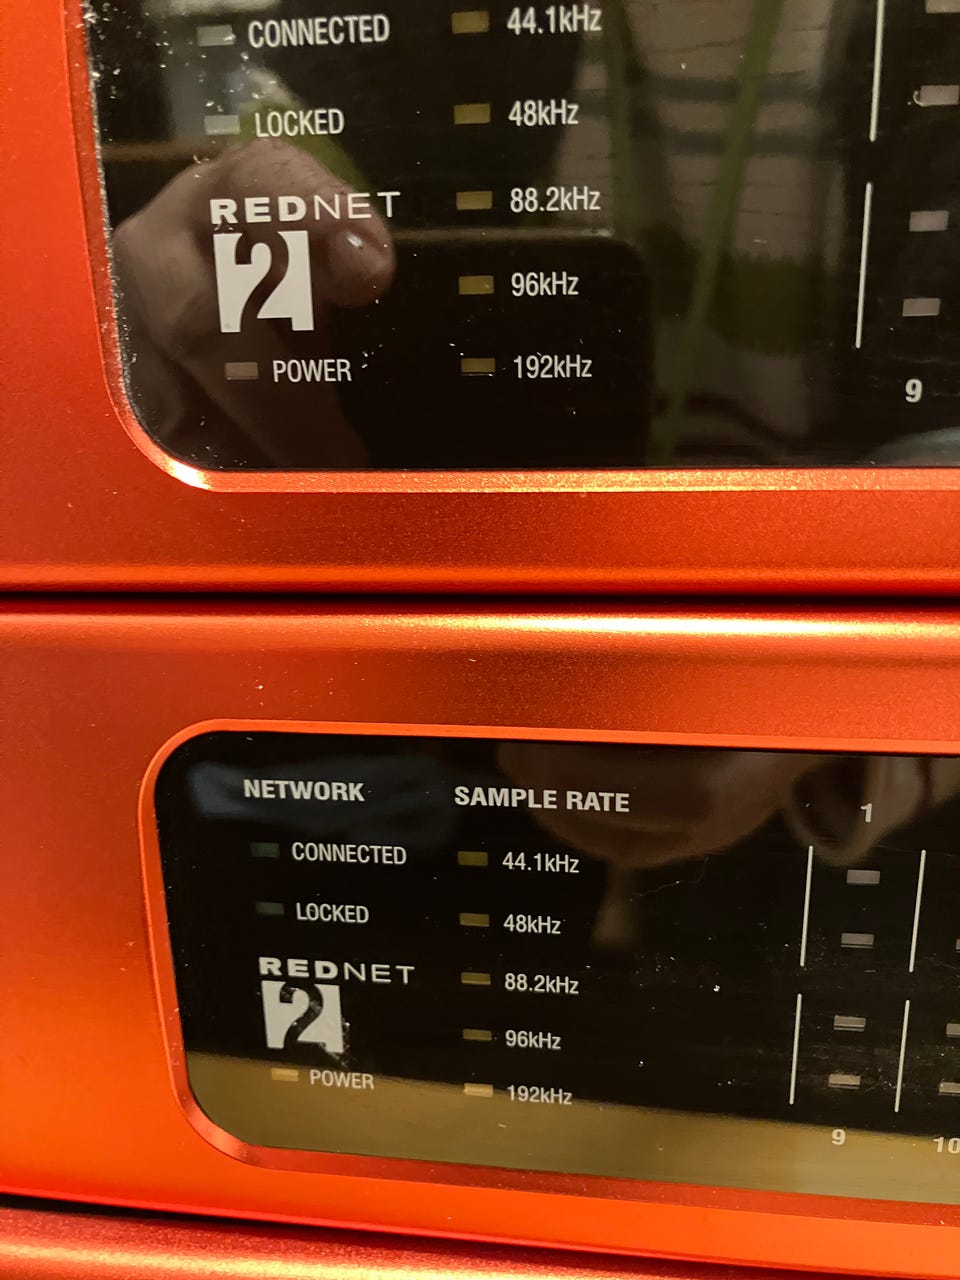 CONNECTED 44.1kHz
LOCKED 48kHz
REDNET 88.2kHz
2 96kHz
POWER 192kHz
9
NETWORK SAMPLE RATE 1
CONNECTED 44.1kHz
LOCKED 48kHz
REDNET 88.2kHz
2 96kHz
POWER 192kHz
9 10